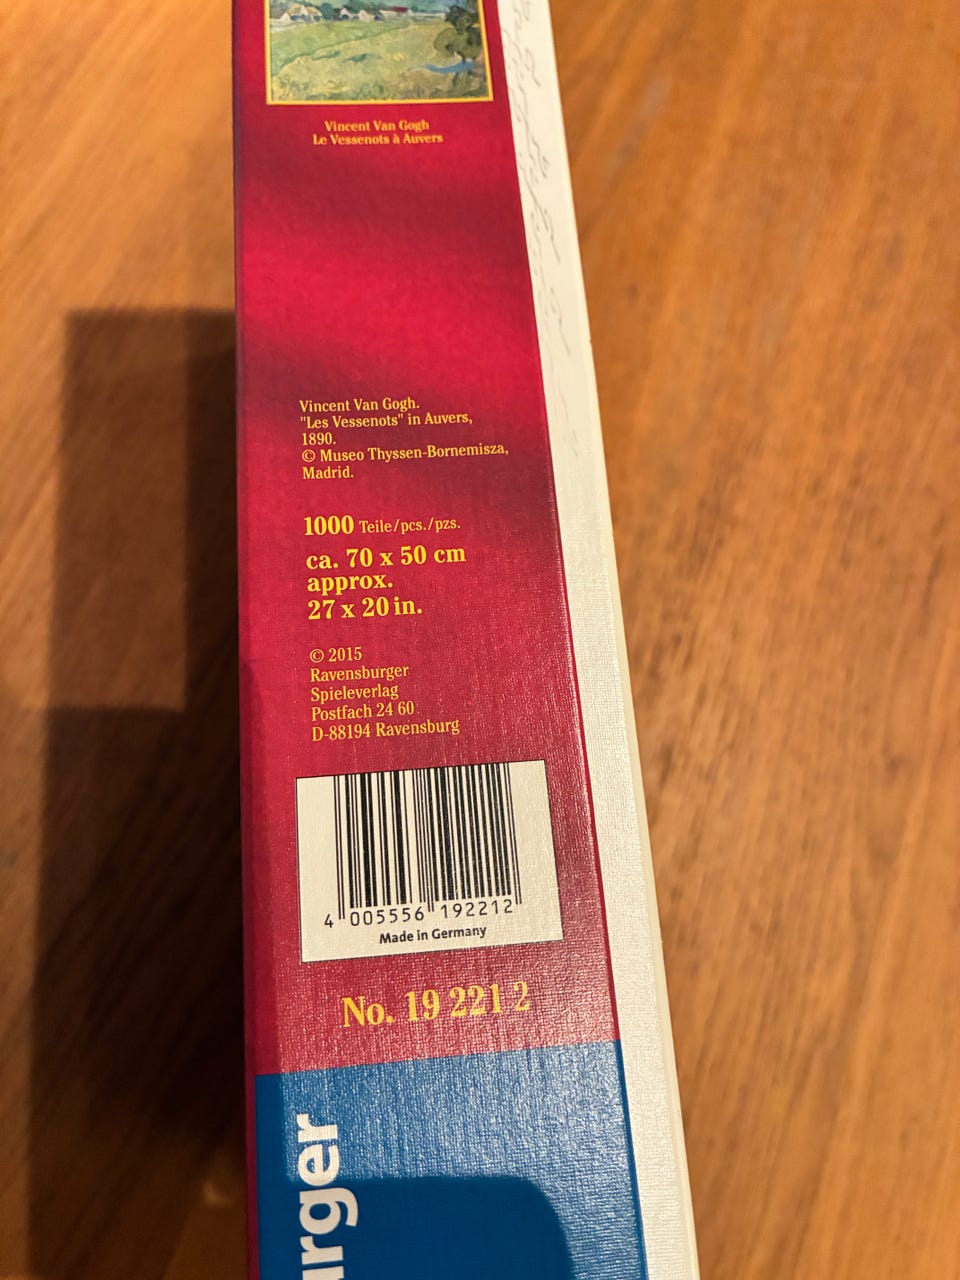 Vincent Van Gogh
Le Vessenots à Auvers
Vincent Van Gogh.
"Les Vessenots" in Auvers,
1890.
© Museo Thyssen-Bornemisza,
Madrid.
1000 Teile/pcs./pzs.
ca. 70 x 50 cm
approx.
27 x 20 in.
© 2015
Ravensburger
Spieleverlag
Postfach 24 60
D-88194 Ravensburg
4 005556 192212
Made in Germany
No. 19 221 2
urger